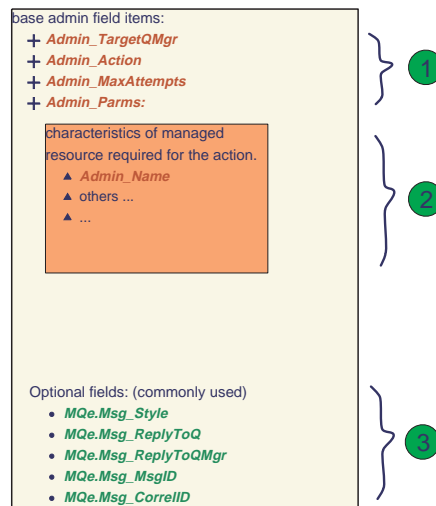 base admin field items:
+ Admin_TargetQMgr
+ Admin_Action
+ Admin_MaxAttempts
+ Admin_Parms:
1
characteristics of managed
resource required for the action.
▲ Admin_Name
▲ others ...
▲ ...
2
Optional fields: (commonly used)
• MQe.Msg_Style
• MQe.Msg_ReplyToQ
• MQe.Msg_ReplyToQMgr
• MQe.Msg_MsgID
• MQe.Msg_CorrelID
3